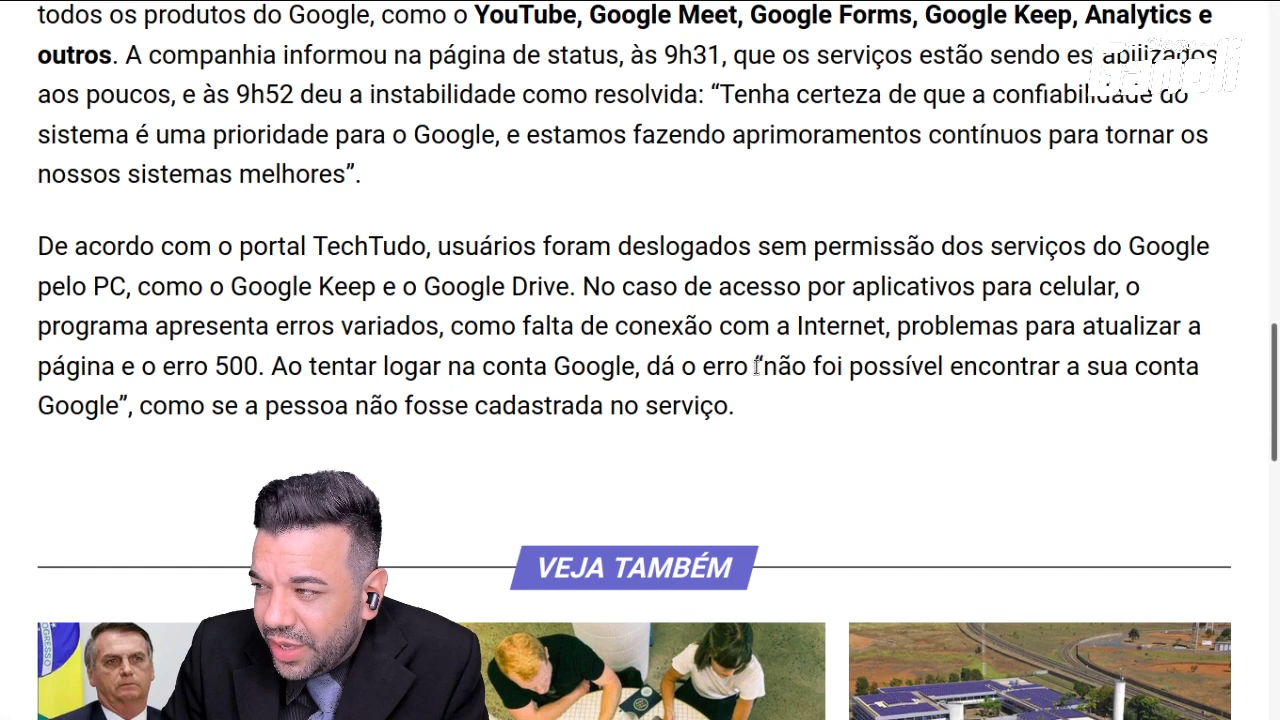 todos os produtos do Google, como o YouTube, Google Meet, Google Forms, Google Keep, Analytics e
outros. A companhia informou na página de status, às 9h31, que os serviços estão sendo estabilizados
aos poucos, e às 9h52 deu a instabilidade como resolvida: “Tenha certeza de que a confiabilidade do
sistema é uma prioridade para o Google, e estamos fazendo aprimoramentos contínuos para tornar os
nossos sistemas melhores”.
De acordo com o portal TechTudo, usuários foram deslogados sem permissão dos serviços do Google
pelo PC, como o Google Keep e o Google Drive. No caso de acesso por aplicativos para celular, o
programa apresenta erros variados, como falta de conexão com a Internet, problemas para atualizar a
página e o erro 500. Ao tentar logar na conta Google, dá o erro “não foi possível encontrar a sua conta
Google”, como se a pessoa não fosse cadastrada no serviço.
VEJA TAMBÉM